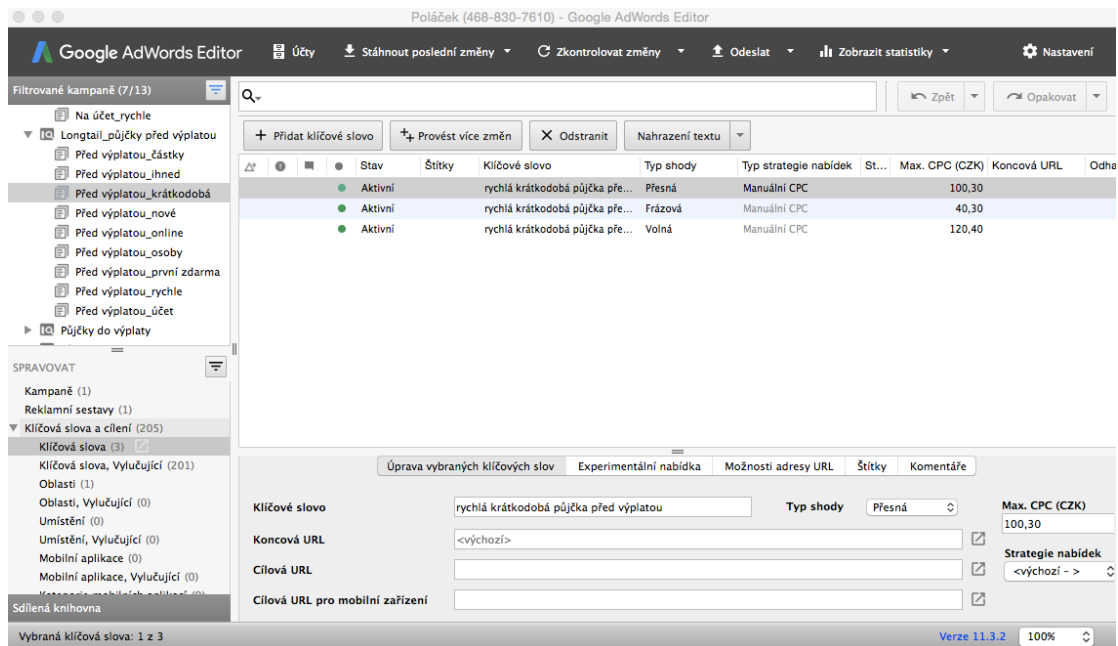 Poláček (468-830-7610) - Google AdWords Editor
Google AdWords Editor Účty Stáhnout poslední změny Zkontrolovat změny Odeslat Zobrazit statistiky Nastavení
Filtrované kampaně (7/13)
Zpět Opakovat
Na účet_rychle
Longtail_půjčky před výplatou
Před výplatou_částky
Před výplatou_ihned
Před výplatou_krátkodobá
Před výplatou_nové
Před výplatou_online
Před výplatou_osoby
Před výplatou_první zdarma
Před výplatou_rychle
Před výplatou_účet
Půjčky do výplaty
+ Přidat klíčové slovo Provést více změn Odstranit Nahrazení textu
Stav Štítky Klíčové slovo Typ shody Typ strategie nabídek St... Max. CPC (CZK) Koncová URL Odha
Aktivní rychlá krátkodobá půjčka pře... Přesná Manuální CPC 100,30
Aktivní rychlá krátkodobá půjčka pře... Frázová Manuální CPC 40,30
Aktivní rychlá krátkodobá půjčka pře... Volná Manuální CPC 120,40
SPRAVOVAT
Kampaně (1)
Reklamní sestavy (1)
Klíčová slova a cílení (205)
Klíčová slova (3)
Klíčová slova, Vylučující (201)
Oblasti (1)
Oblasti, Vylučující (0)
Umístění (0)
Umístění, Vylučující (0)
Mobilní aplikace (0)
Mobilní aplikace, Vylučující (0)
Sdílená knihovna
Úprava vybraných klíčových slov Experimentální nabídka Možnosti adresy URL Štítky Komentáře
Klíčové slovo rychlá krátkodobá půjčka před výplatou Typ shody Přesná Max. CPC (CZK)
100,30
Koncová URL <výchozí>
Strategie nabídek
Cílová URL <výchozí - >
Cílová URL pro mobilní zařízení
Vybraná klíčová slova: 1 z 3 Verze 11.3.2 100%